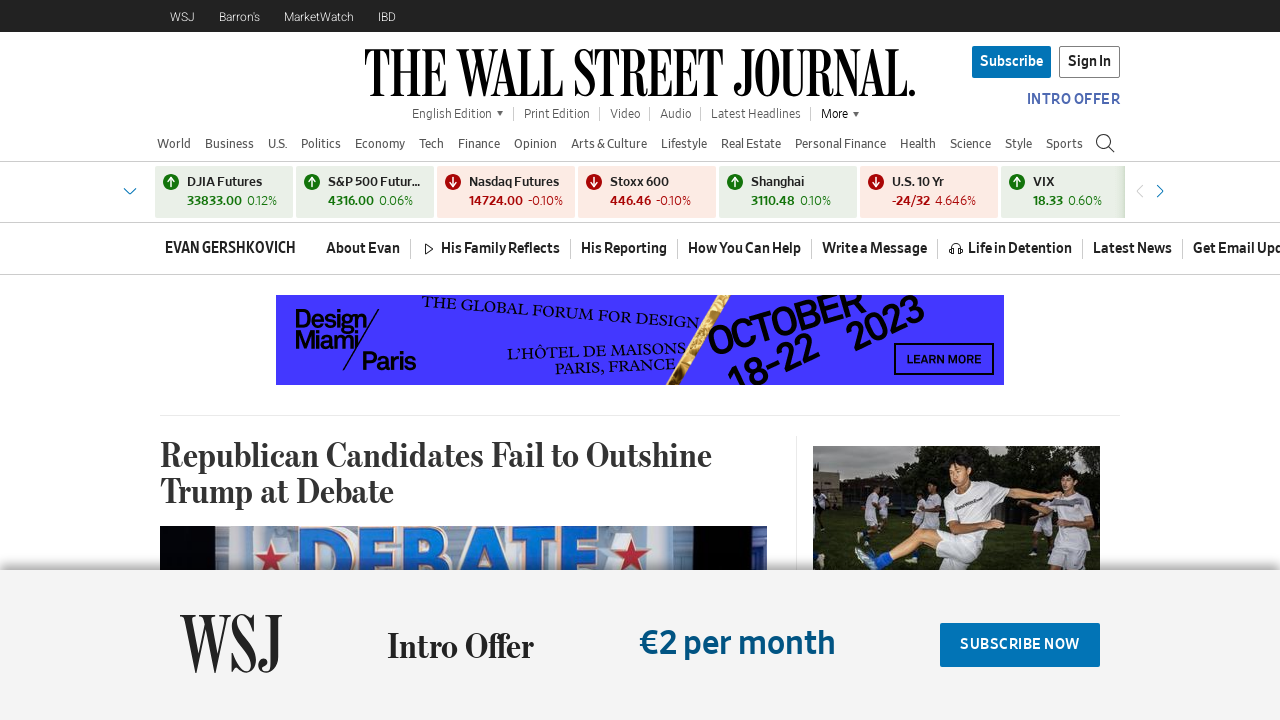 WSJ Barron's MarketWatch IBD
THE WALL STREET JOURNAL.
Subscribe Sign In
INTRO OFFER
English Edition Print Edition Video Audio Latest Headlines More
World Business U.S. Politics Economy Tech Finance Opinion Arts & Culture Lifestyle Real Estate Personal Finance Health Science Style Sports
DJIA Futures
33833.00 0.12%
S&P 500 Futur...
4316.00 0.06%
Nasdaq Futures
14724.00 -0.10%
Stoxx 600
446.46 -0.10%
Shanghai
3110.48 0.10%
U.S. 10 Yr
-24/32 4.646%
VIX
18.33 0.60%
EVAN GERSHKOVICH About Evan His Family Reflects His Reporting How You Can Help Write a Message Life in Detention Latest News Get Email Upd
Design
Miami
Paris
THE GLOBAL FORUM FOR DESIGN
L'HÔTEL DE MAISONS
PARIS, FRANCE
OCTOBER 2023
18-22
LEARN MORE
Republican Candidates Fail to Outshine
Trump at Debate
DEBATE
WSJ Intro Offer €2 per month SUBSCRIBE NOW